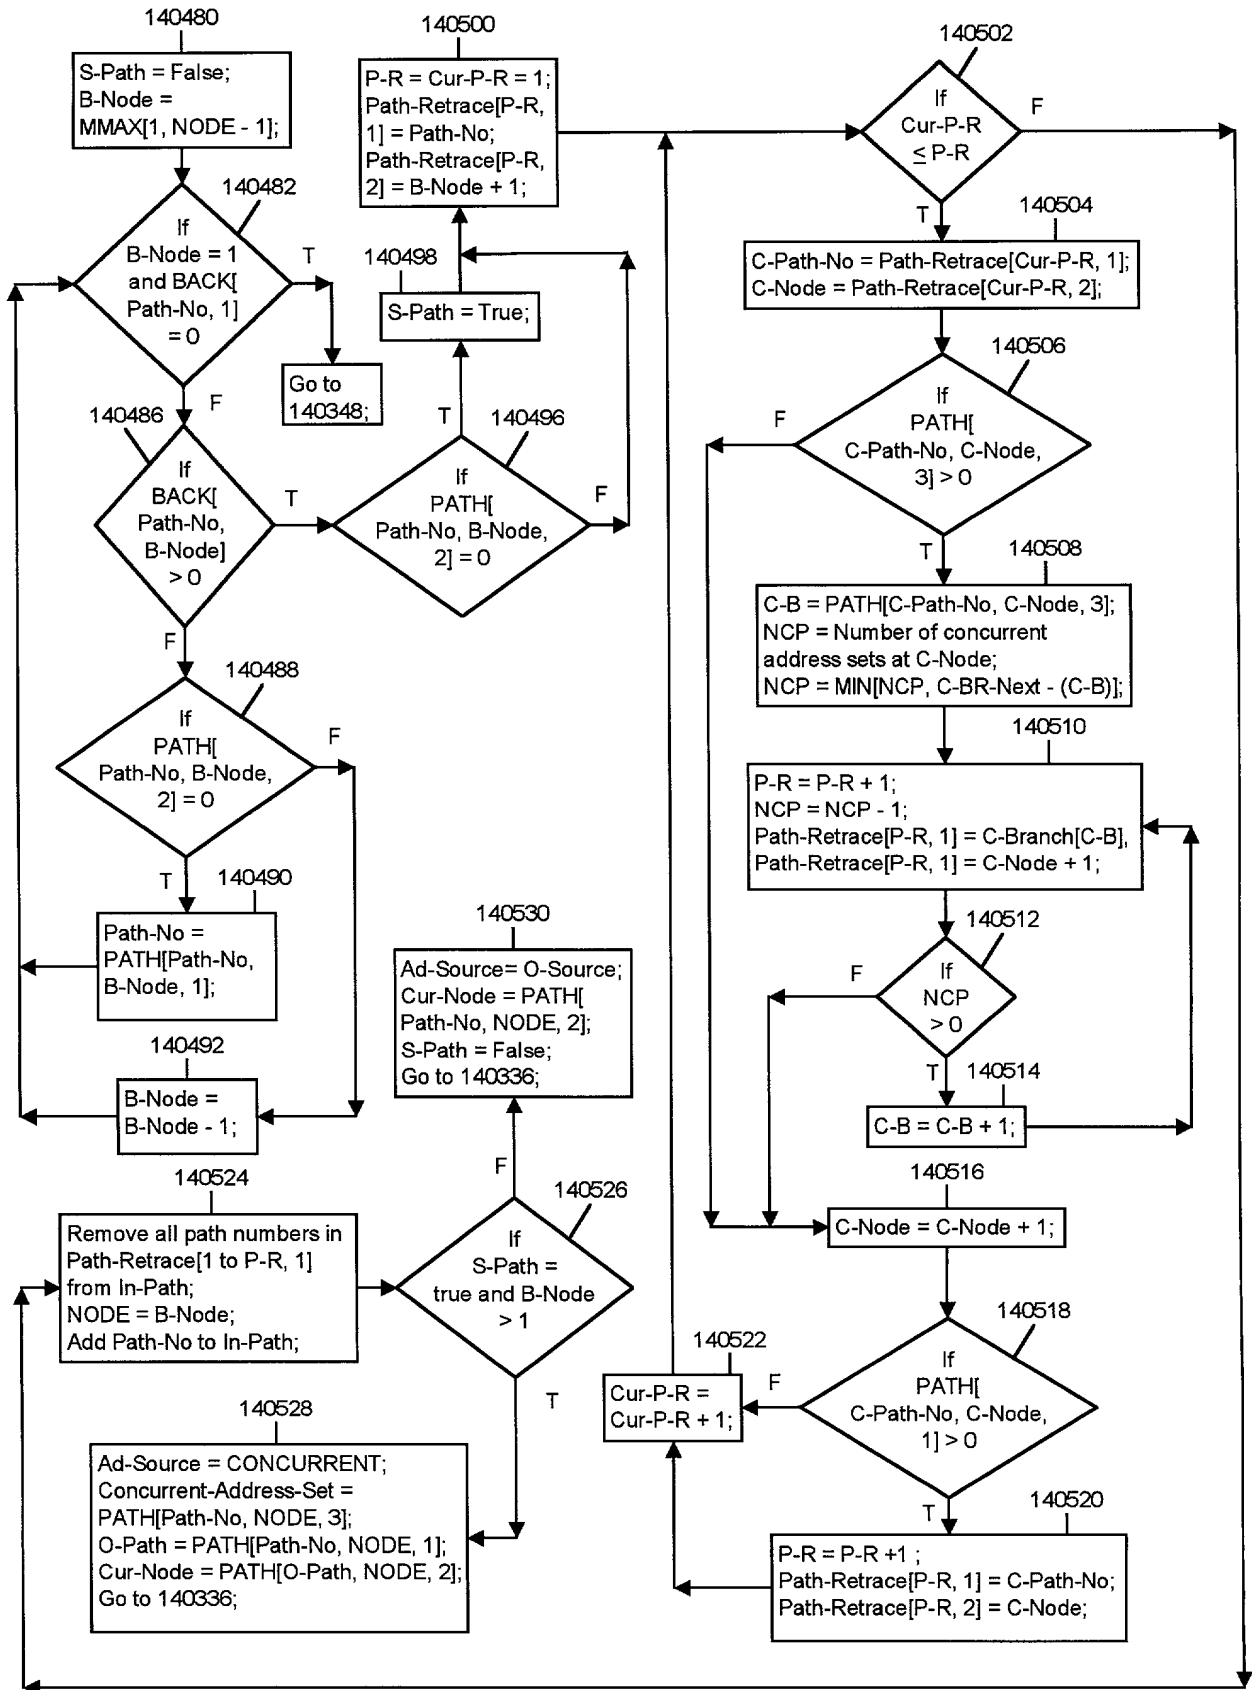 140480
S-Path = False;
B-Node =
MMAX[1, NODE - 1];
140482
If
B-Node = 1
and BACK[
Path-No, 1]
= 0
T
F
Go to
140348;
140486
If
BACK[
Path-No,
B-Node]
> 0
T
F
140488
If
PATH[
Path-No, B-Node,
2] = 0
F
T
140490
Path-No =
PATH[Path-No,
B-Node, 1];
140492
B-Node =
B-Node - 1;
140496
If
PATH[
Path-No, B-Node,
2] = 0
T
F
140498
S-Path = True;
140500
P-R = Cur-P-R = 1;
Path-Retrace[P-R,
1] = Path-No;
Path-Retrace[P-R,
2] = B-Node + 1;
140502
If
Cur-P-R
≤ P-R
F
T
140504
C-Path-No = Path-Retrace[Cur-P-R, 1];
C-Node = Path-Retrace[Cur-P-R, 2];
140506
If
PATH[
C-Path-No, C-Node,
3] > 0
F
T
140508
C-B = PATH[C-Path-No, C-Node, 3];
NCP = Number of concurrent
address sets at C-Node;
NCP = MIN[NCP, C-BR-Next - (C-B)];
140510
P-R = P-R + 1;
NCP = NCP - 1;
Path-Retrace[P-R, 1] = C-Branch[C-B],
Path-Retrace[P-R, 1] = C-Node + 1;
140512
If
NCP
> 0
F
T
140514
C-B = C-B + 1;
140516
C-Node = C-Node + 1;
140518
If
PATH[
C-Path-No, C-Node,
1] > 0
F
T
140520
P-R = P-R +1 ;
Path-Retrace[P-R, 1] = C-Path-No;
Path-Retrace[P-R, 2] = C-Node;
140522
Cur-P-R =
Cur-P-R + 1;
140524
Remove all path numbers in
Path-Retrace[1 to P-R, 1]
from In-Path;
NODE = B-Node;
Add Path-No to In-Path;
140526
If
S-Path =
true and B-Node
> 1
F
T
140528
Ad-Source = CONCURRENT;
Concurrent-Address-Set =
PATH[Path-No, NODE, 3];
O-Path = PATH[Path-No, NODE, 1];
Cur-Node = PATH[O-Path, NODE, 2];
Go to 140336;
140530
Ad-Source= O-Source;
Cur-Node = PATH[
Path-No, NODE, 2];
S-Path = False;
Go to 140336;